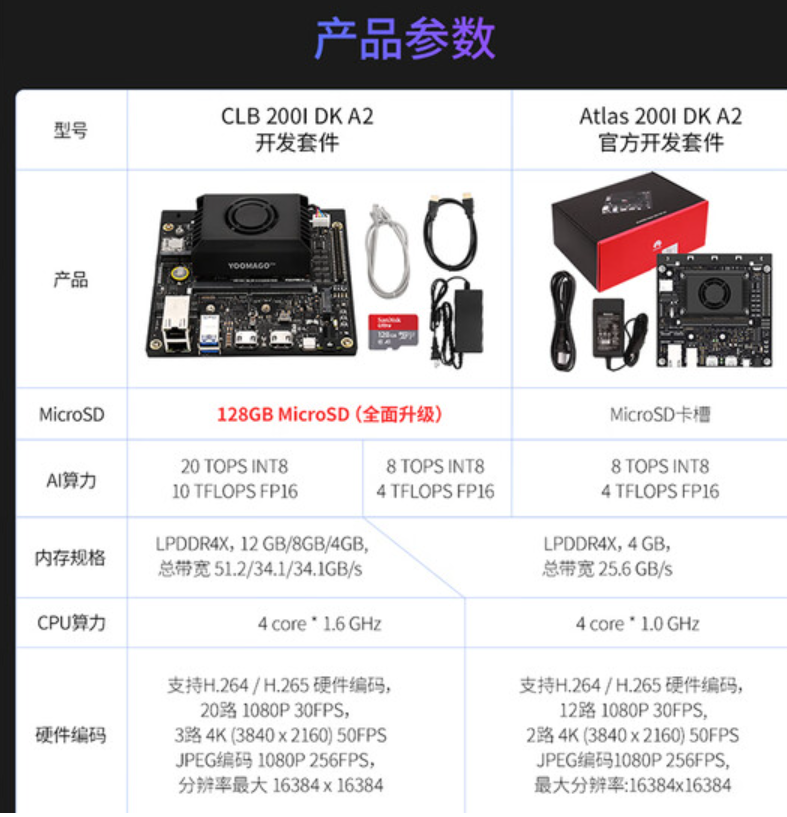 产品参数
型号
CLB 200I DK A2
开发套件
Atlas 200I DK A2
官方开发套件
产品
YOOMAGO
SanDisk
Ultra
128GB
MicroSD
128GB MicroSD（全面升级）
MicroSD卡槽
AI算力
20 TOPS INT8
10 TFLOPS FP16
8 TOPS INT8
4 TFLOPS FP16
8 TOPS INT8
4 TFLOPS FP16
内存规格
LPDDR4X，12 GB/8GB/4GB,
总带宽 51.2/34.1/34.1GB/s
LPDDR4X，4 GB，
总带宽 25.6 GB/s
CPU算力
4 core * 1.6 GHz
4 core * 1.0 GHz
硬件编码
支持H.264 / H.265 硬件编码，
20路 1080P 30FPS，
3路 4K (3840 x 2160) 50FPS
JPEG编码 1080P 256FPS，
分辨率最大 16384 x 16384
支持H.264 / H.265 硬件编码，
12路 1080P 30FPS,
2路 4K (3840 x 2160) 50FPS
JPEG编码1080P 256FPS,
最大分辨率:16384x16384